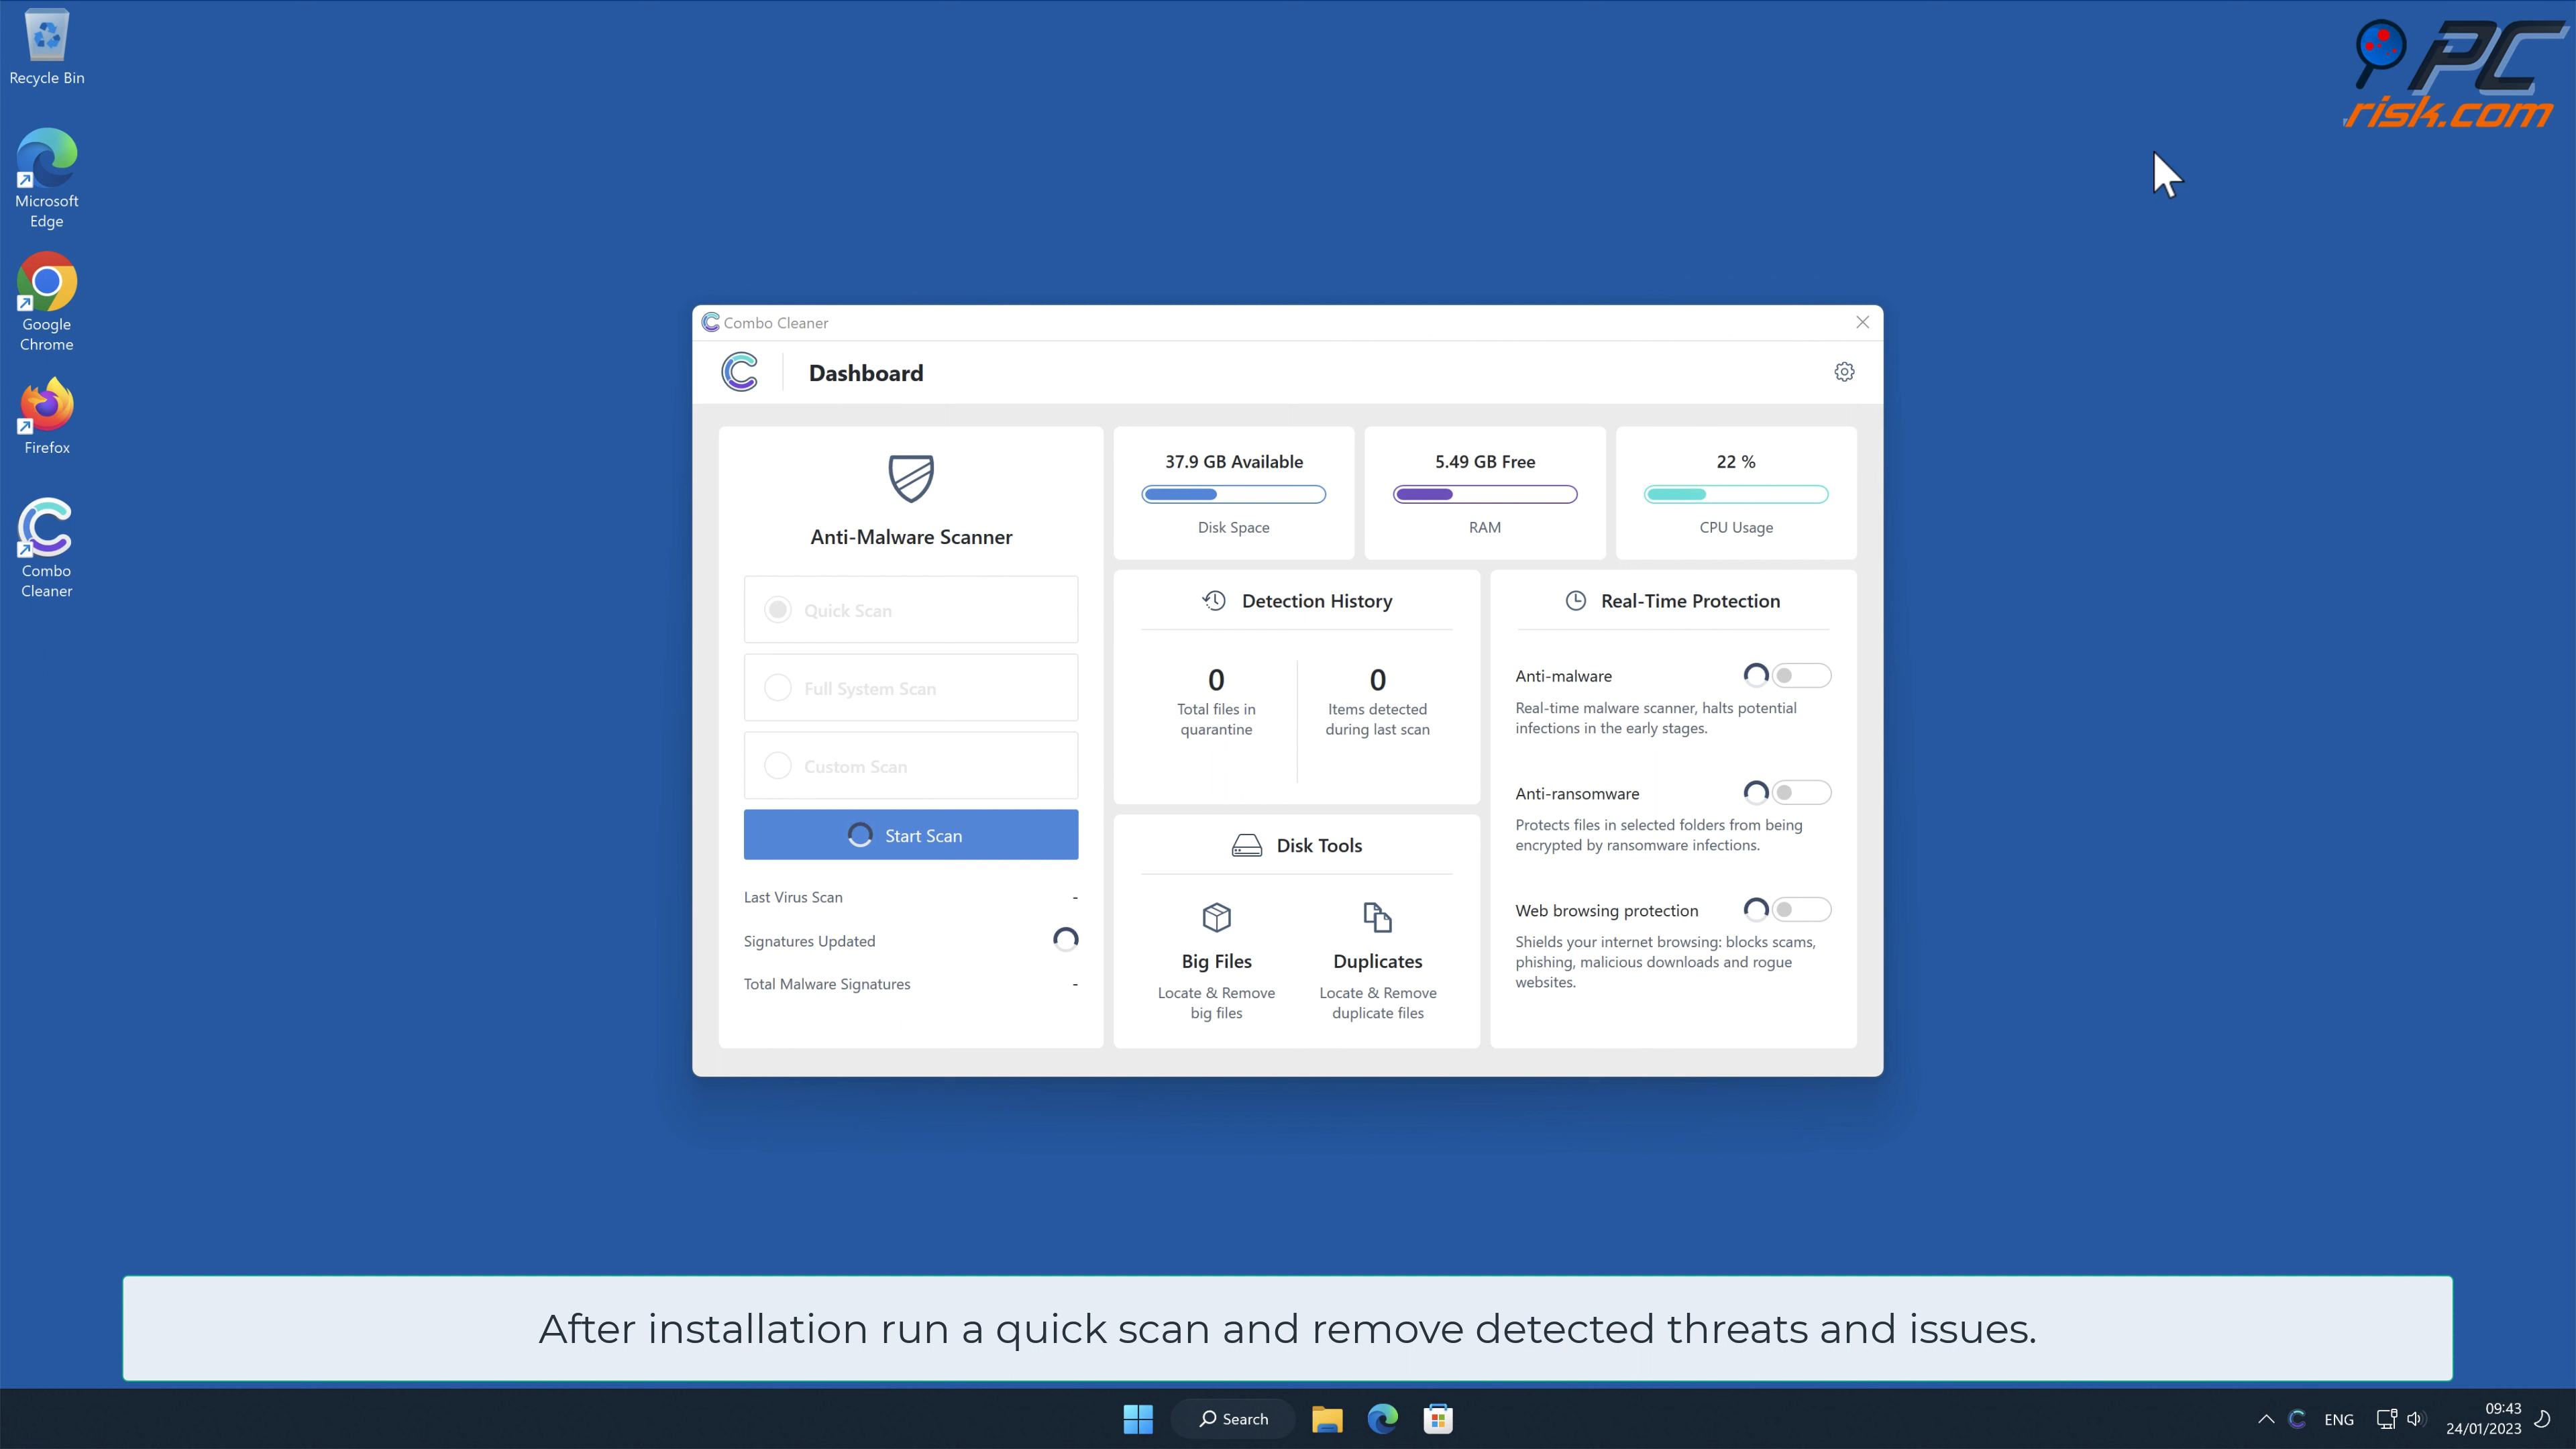 Recycle Bin
Microsoft
Edge
Google
Chrome
Firefox
Combo
Cleaner
PC
risk.com
Combo Cleaner
Dashboard
Anti-Malware Scanner
Quick Scan
Full System Scan
Custom Scan
Start Scan
Last Virus Scan -
Signatures Updated
Total Malware Signatures -
37.9 GB Available
Disk Space
5.49 GB Free
RAM
22 %
CPU Usage
Detection History
0
Total files in
quarantine
0
Items detected
during last scan
Disk Tools
Big Files
Locate & Remove
big files
Duplicates
Locate & Remove
duplicate files
Real-Time Protection
Anti-malware
Real-time malware scanner, halts potential
infections in the early stages.
Anti-ransomware
Protects files in selected folders from being
encrypted by ransomware infections.
Web browsing protection
Shields your internet browsing: blocks scams,
phishing, malicious downloads and rogue
websites.
After installation run a quick scan and remove detected threats and issues.
Search
ENG
09:43
24/01/2023